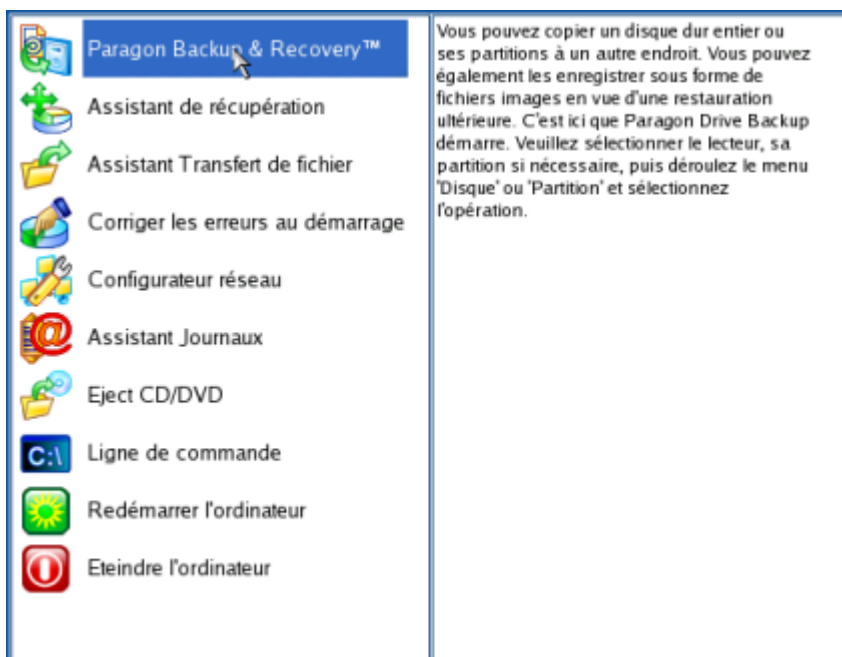 Paragon Backup & Recovery™
Assistant de récupération
Assistant Transfert de fichier
Corriger les erreurs au démarrage
Configurateur réseau
Assistant Journaux
Eject CD/DVD
C:\
Ligne de commande
Redémarrer l'ordinateur
Eteindre l'ordinateur
Vous pouvez copier un disque dur entier ou
ses partitions à un autre endroit. Vous pouvez
également les enregistrer sous forme de
fichiers images en vue d'une restauration
ultérieure. C'est ici que Paragon Drive Backup
démarre. Veuillez sélectionner le lecteur, sa
partition si nécessaire, puis déroulez le menu
'Disque' ou 'Partition' et sélectionnez
l'opération.